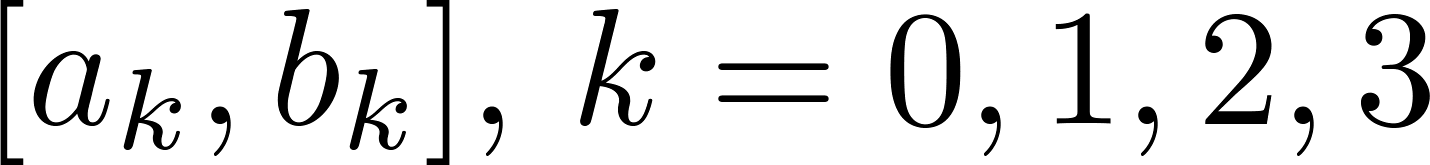 [a_k, b_k], k = 0, 1, 2, 3